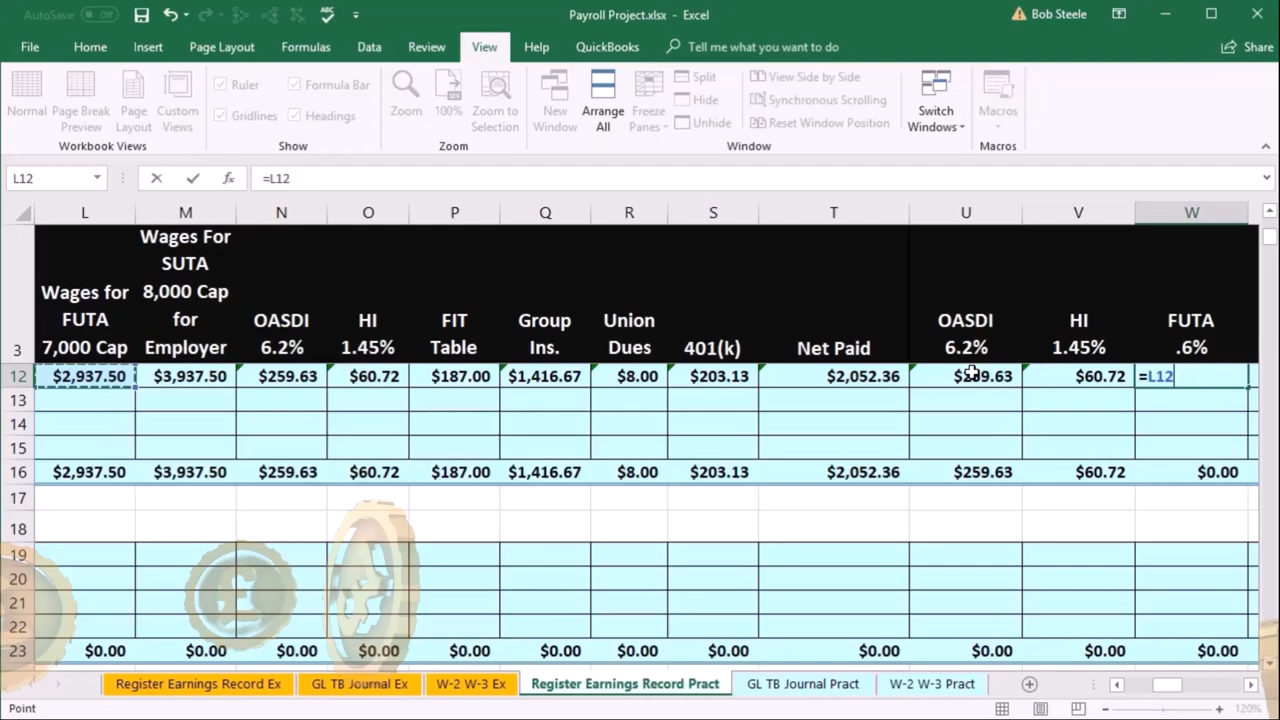 AutoSave Off ABC Payroll Project.xlsx - Excel Bob Steele
File Home Insert Page Layout Formulas Data Review View Help QuickBooks Tell me what you want to do Share
Normal Page Break Preview Page Layout Custom Views
Ruler Formula Bar
Gridlines Headings
Zoom 100% Zoom to Selection
New Window Arrange All Freeze Panes
Split
Hide
Unhide
View Side by Side
Synchronous Scrolling
Reset Window Position
Switch Windows
Macros
Workbook Views Show Zoom Window Macros
L12 fx =L12
L M N O P Q R S T U V W
3 Wages for FUTA 7,000 Cap Wages For SUTA 8,000 Cap for Employer OASDI 6.2% HI 1.45% FIT Table Group Ins. Union Dues 401(k) Net Paid OASDI 6.2% HI 1.45% FUTA .6%
12 $2,937.50 $3,937.50 $259.63 $60.72 $187.00 $1,416.67 $8.00 $203.13 $2,052.36 $259.63 $60.72 =L12
13
14
15
16 $2,937.50 $3,937.50 $259.63 $60.72 $187.00 $1,416.67 $8.00 $203.13 $2,052.36 $259.63 $60.72 $0.00
17
18
19
20
21
22
23 $0.00 $0.00 $0.00 $0.00 $0.00 $0.00 $0.00 $0.00 $0.00 $0.00 $0.00 $0.00
Register Earnings Record Ex GL TB Journal Ex W-2 W-3 Ex Register Earnings Record Pract GL TB Journal Pract W-2 W-3 Pract
Point 120%